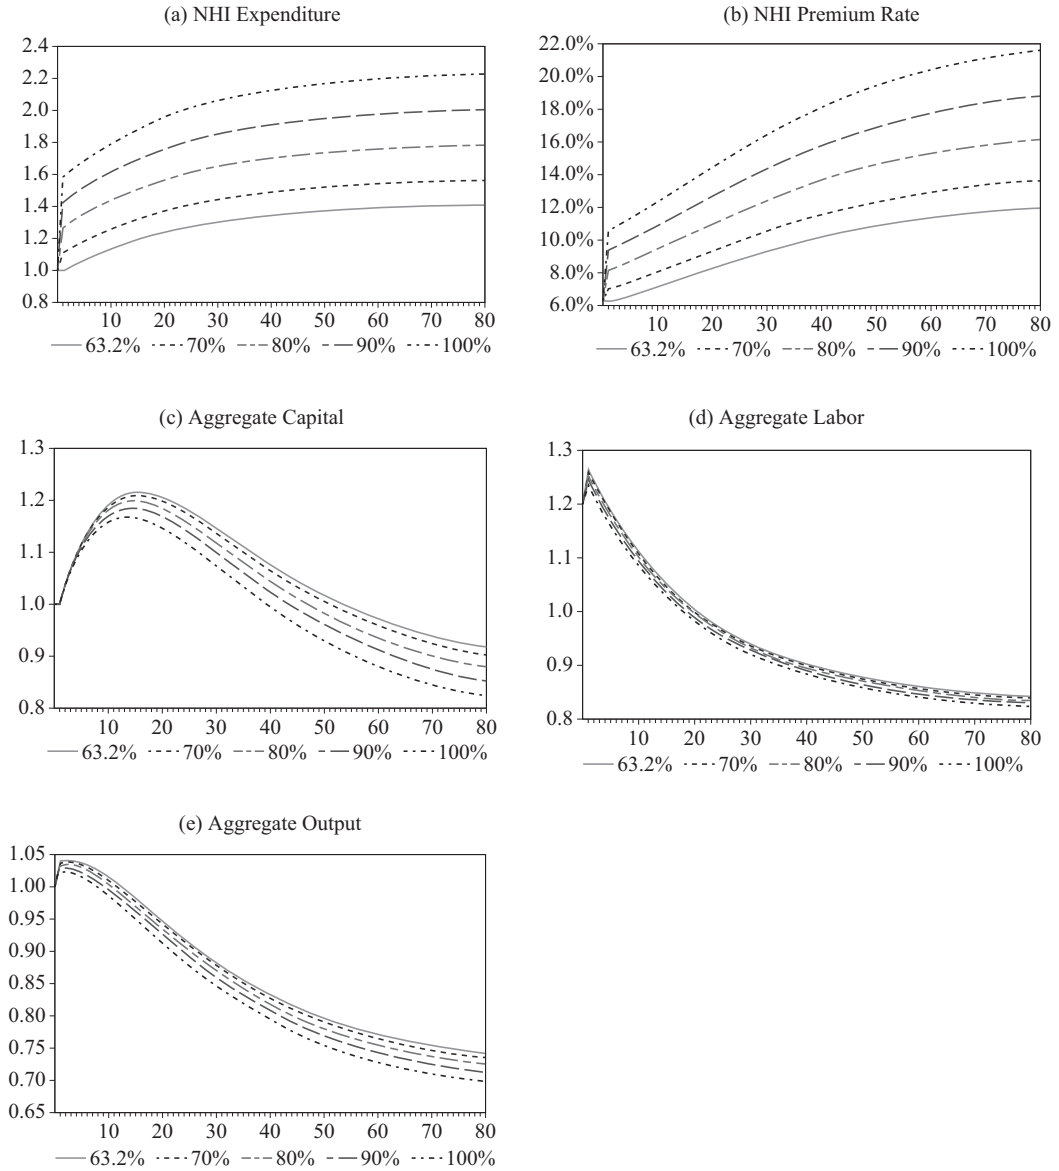 (a) NHI Expenditure
2.4
2.2
2.0
1.8
1.6
1.4
1.2
1.0
0.8
10 20 30 40 50 60 70 80
63.2% 70% 80% 90% 100%
(b) NHI Premium Rate
22.0%
20.0%
18.0%
16.0%
14.0%
12.0%
10.0%
8.0%
6.0%
10 20 30 40 50 60 70 80
63.2% 70% 80% 90% 100%
(c) Aggregate Capital
1.3
1.2
1.1
1.0
0.9
0.8
10 20 30 40 50 60 70 80
63.2% 70% 80% 90% 100%
(d) Aggregate Labor
1.3
1.2
1.0
1.0
0.9
0.8
10 20 30 40 50 60 70 80
63.2% 70% 80% 90% 100%
(e) Aggregate Output
1.05
1.00
0.95
0.90
0.85
0.80
0.75
0.70
0.65
10 20 30 40 50 60 70 80
63.2% 70% 80% 90% 100%